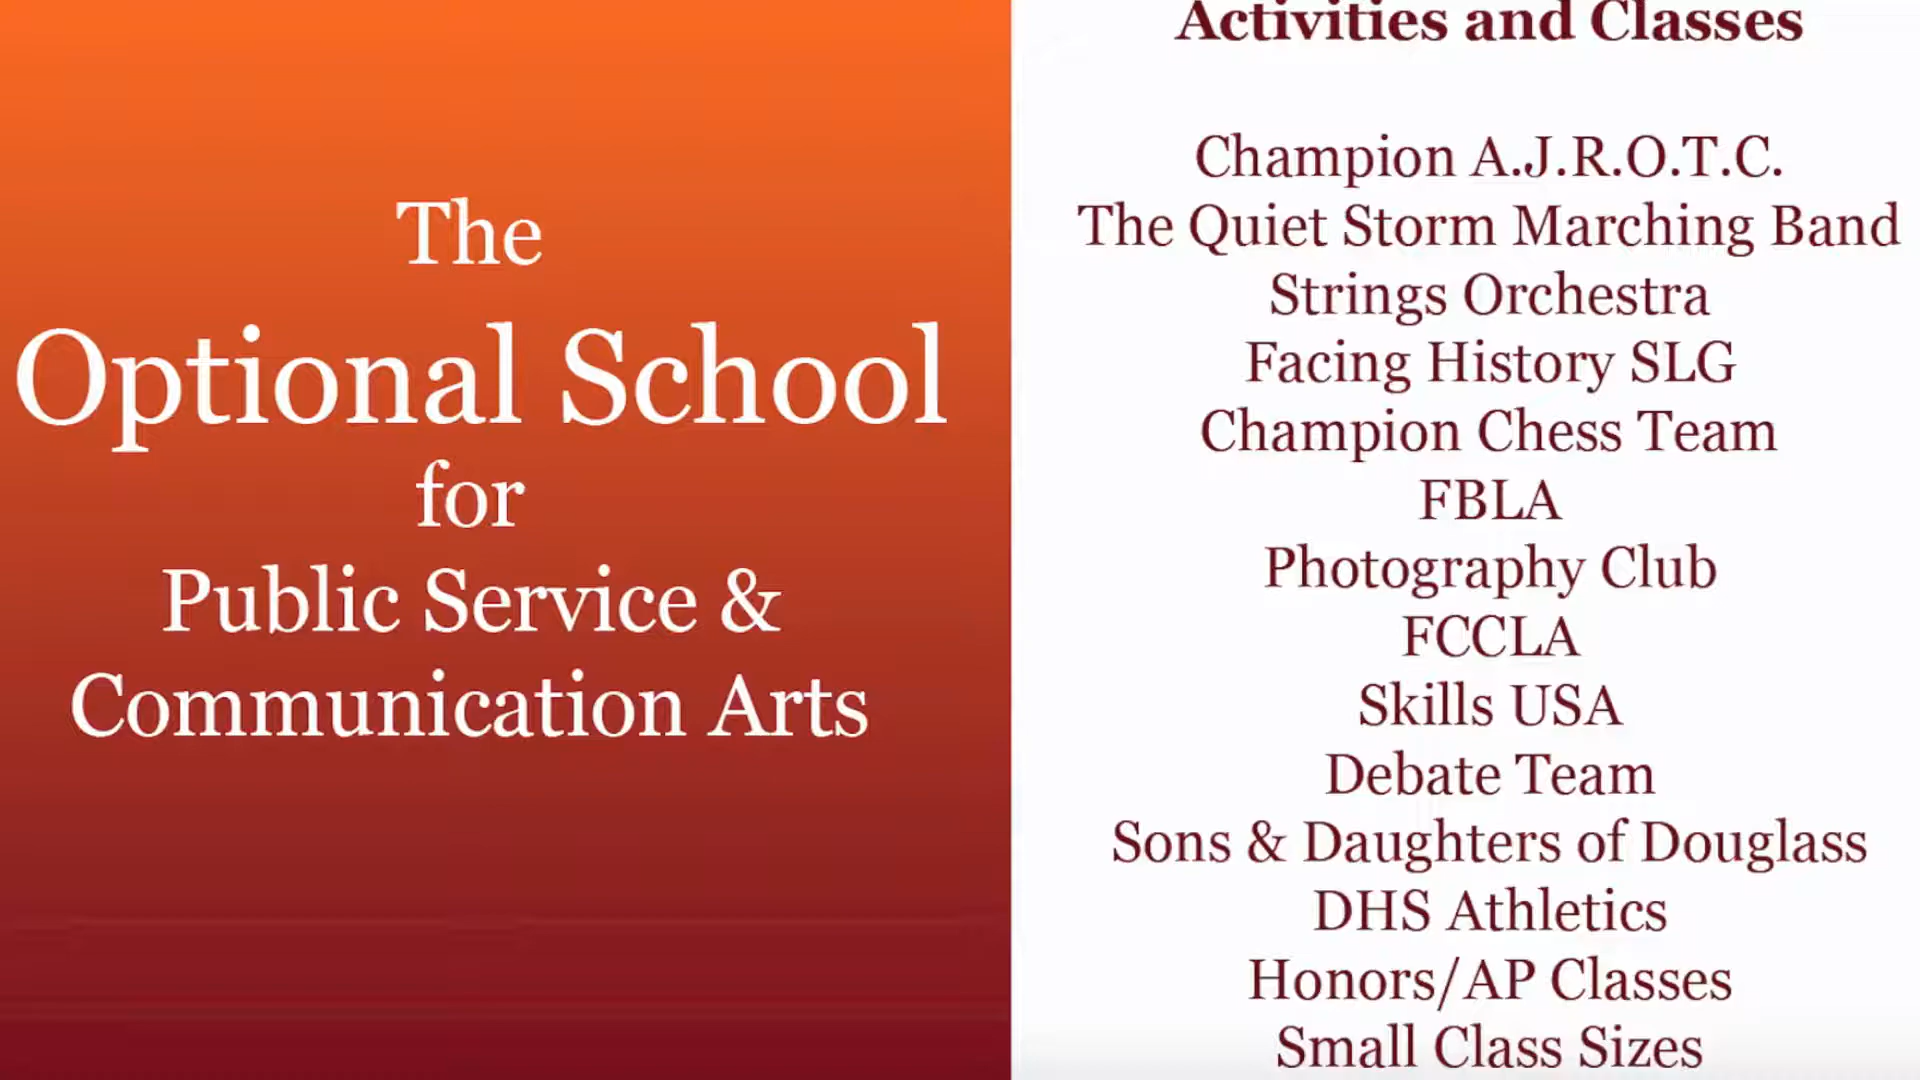 The
Optional School
for
Public Service &
Communication Arts
Activities and Classes
Champion A.J.R.O.T.C.
The Quiet Storm Marching Band
Strings Orchestra
Facing History SLG
Champion Chess Team
FBLA
Photography Club
FCCLA
Skills USA
Debate Team
Sons & Daughters of Douglass
DHS Athletics
Honors/AP Classes
Small Class Sizes